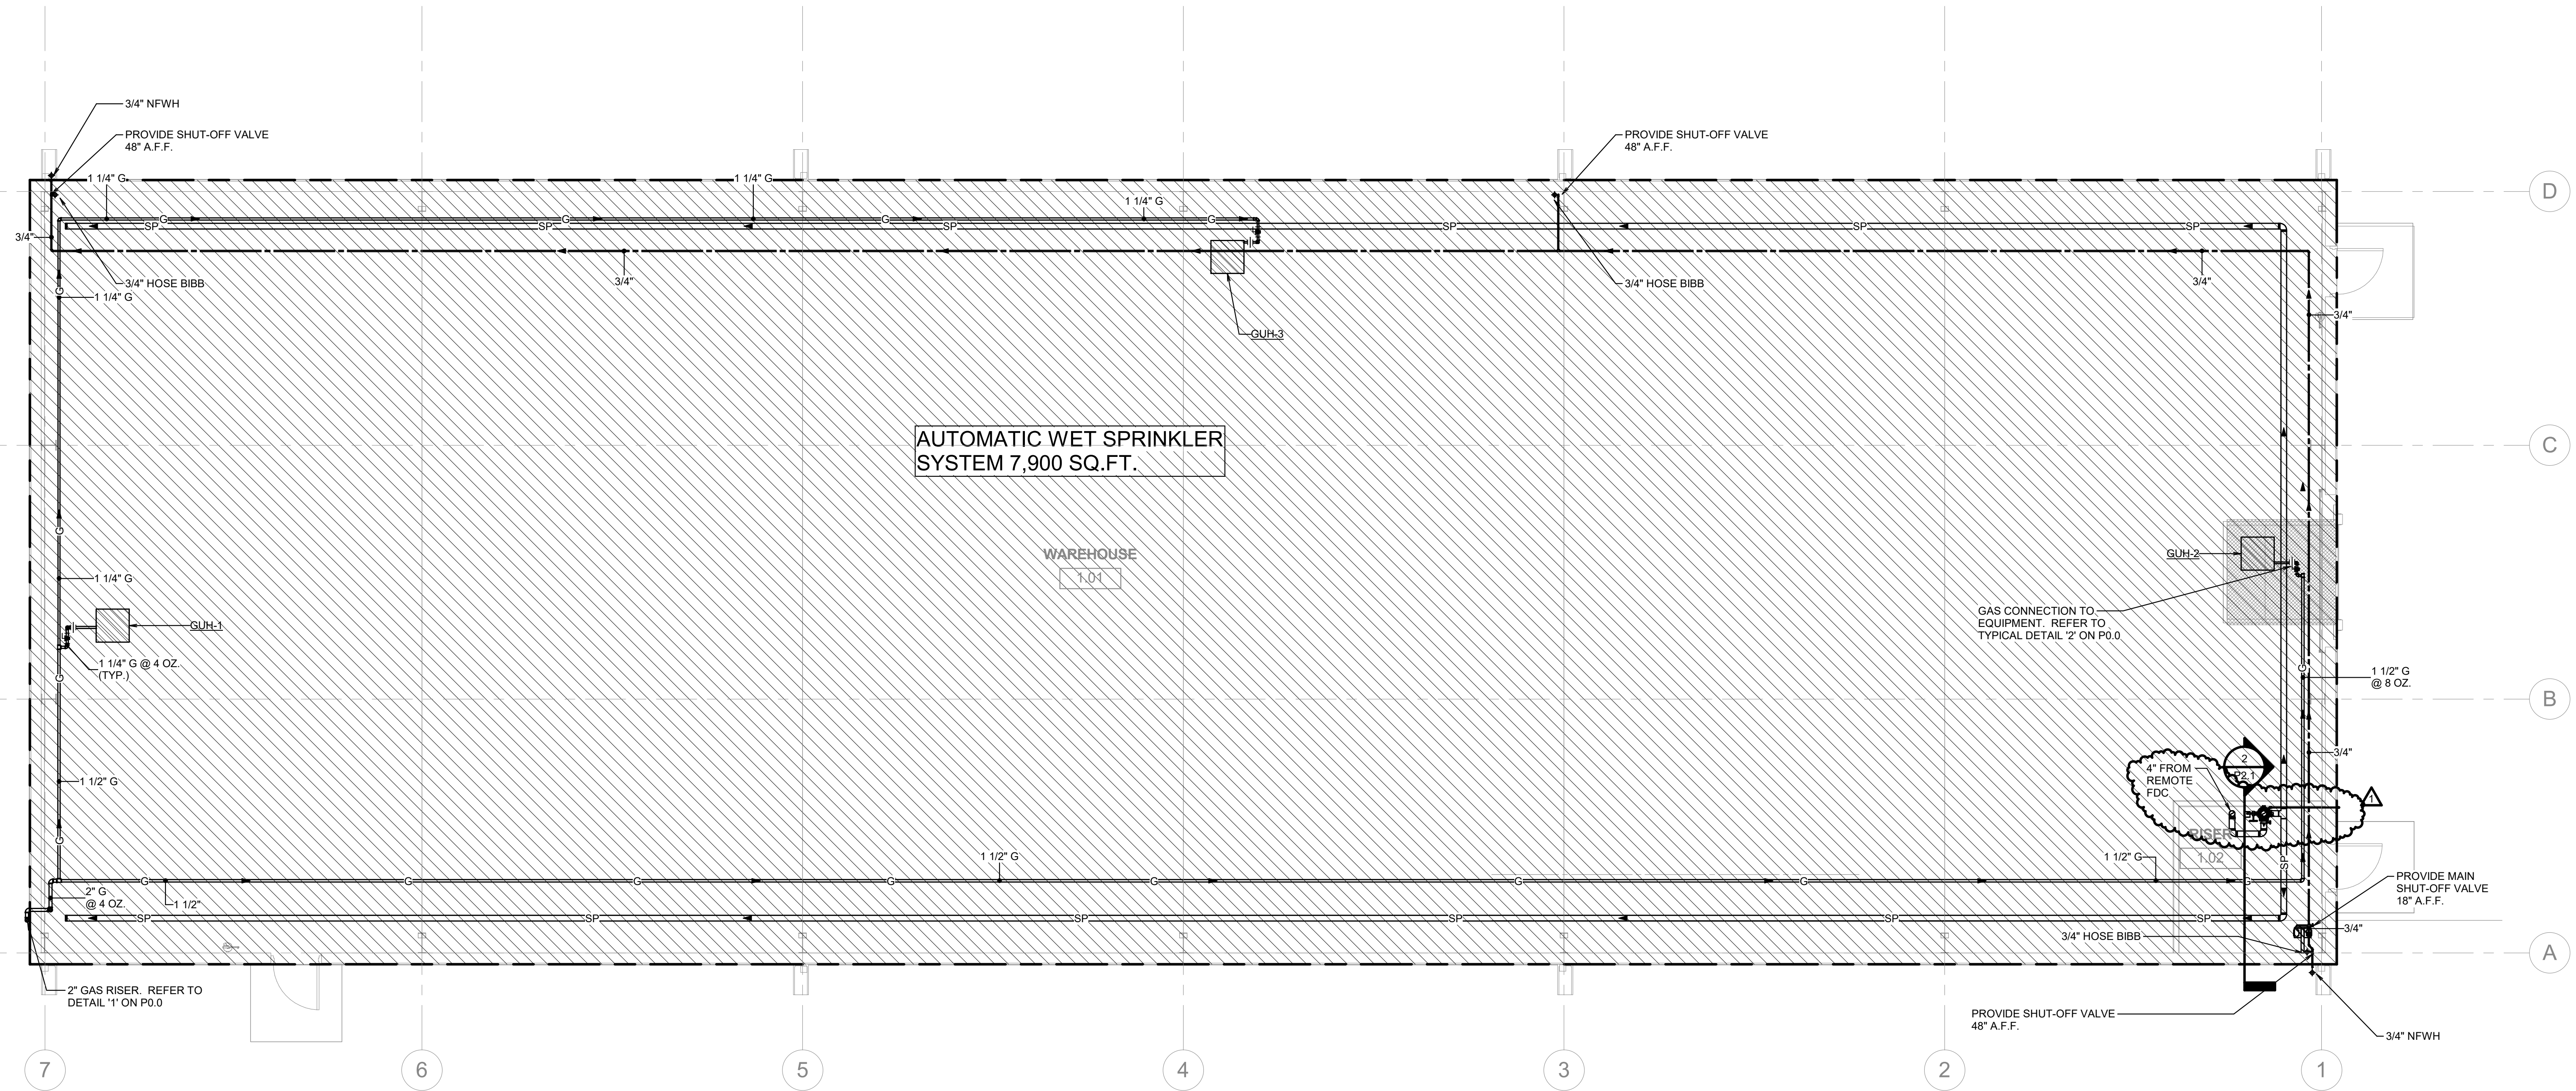 3/4" NFWH
PROVIDE SHUT-OFF VALVE
48" A.F.F.
PROVIDE SHUT-OFF VALVE
48" A.F.F.
1 1/4" G
1 1/4" G
1 1/4" G
D
G
G
G
G
SP
SP
SP
SP
SP
SP
3/4"
3/4" HOSE BIBB
3/4"
3/4" HOSE BIBB
3/4"
G
1 1/4" G
3/4"
GUH-3
AUTOMATIC WET SPRINKLER
SYSTEM 7,900 SQ.FT.
C
G
WAREHOUSE
1.01
GUH-2
1 1/4" G
GAS CONNECTION TO
EQUIPMENT. REFER TO
TYPICAL DETAIL '2' ON P0.0
GUH-1
1 1/4" G @ 4 OZ.
(TYP.)
G
G
1 1/2" G
@ 8 OZ.
B
3/4"
2
P2.1
4" FROM
REMOTE
FDC
1
1 1/2" G
RISER
1.02
G
SP
1 1/2" G
1 1/2" G
G
G
G
G
G
G
G
G
2" G
@ 4 OZ.
1 1/2"
PROVIDE MAIN
SHUT-OFF VALVE
18" A.F.F.
SP
SP
SP
SP
SP
SP
3/4"
3/4" HOSE BIBB
A
2" GAS RISER. REFER TO
DETAIL '1' ON P0.0
PROVIDE SHUT-OFF VALVE
48" A.F.F.
3/4" NFWH
7
6
5
4
3
2
1